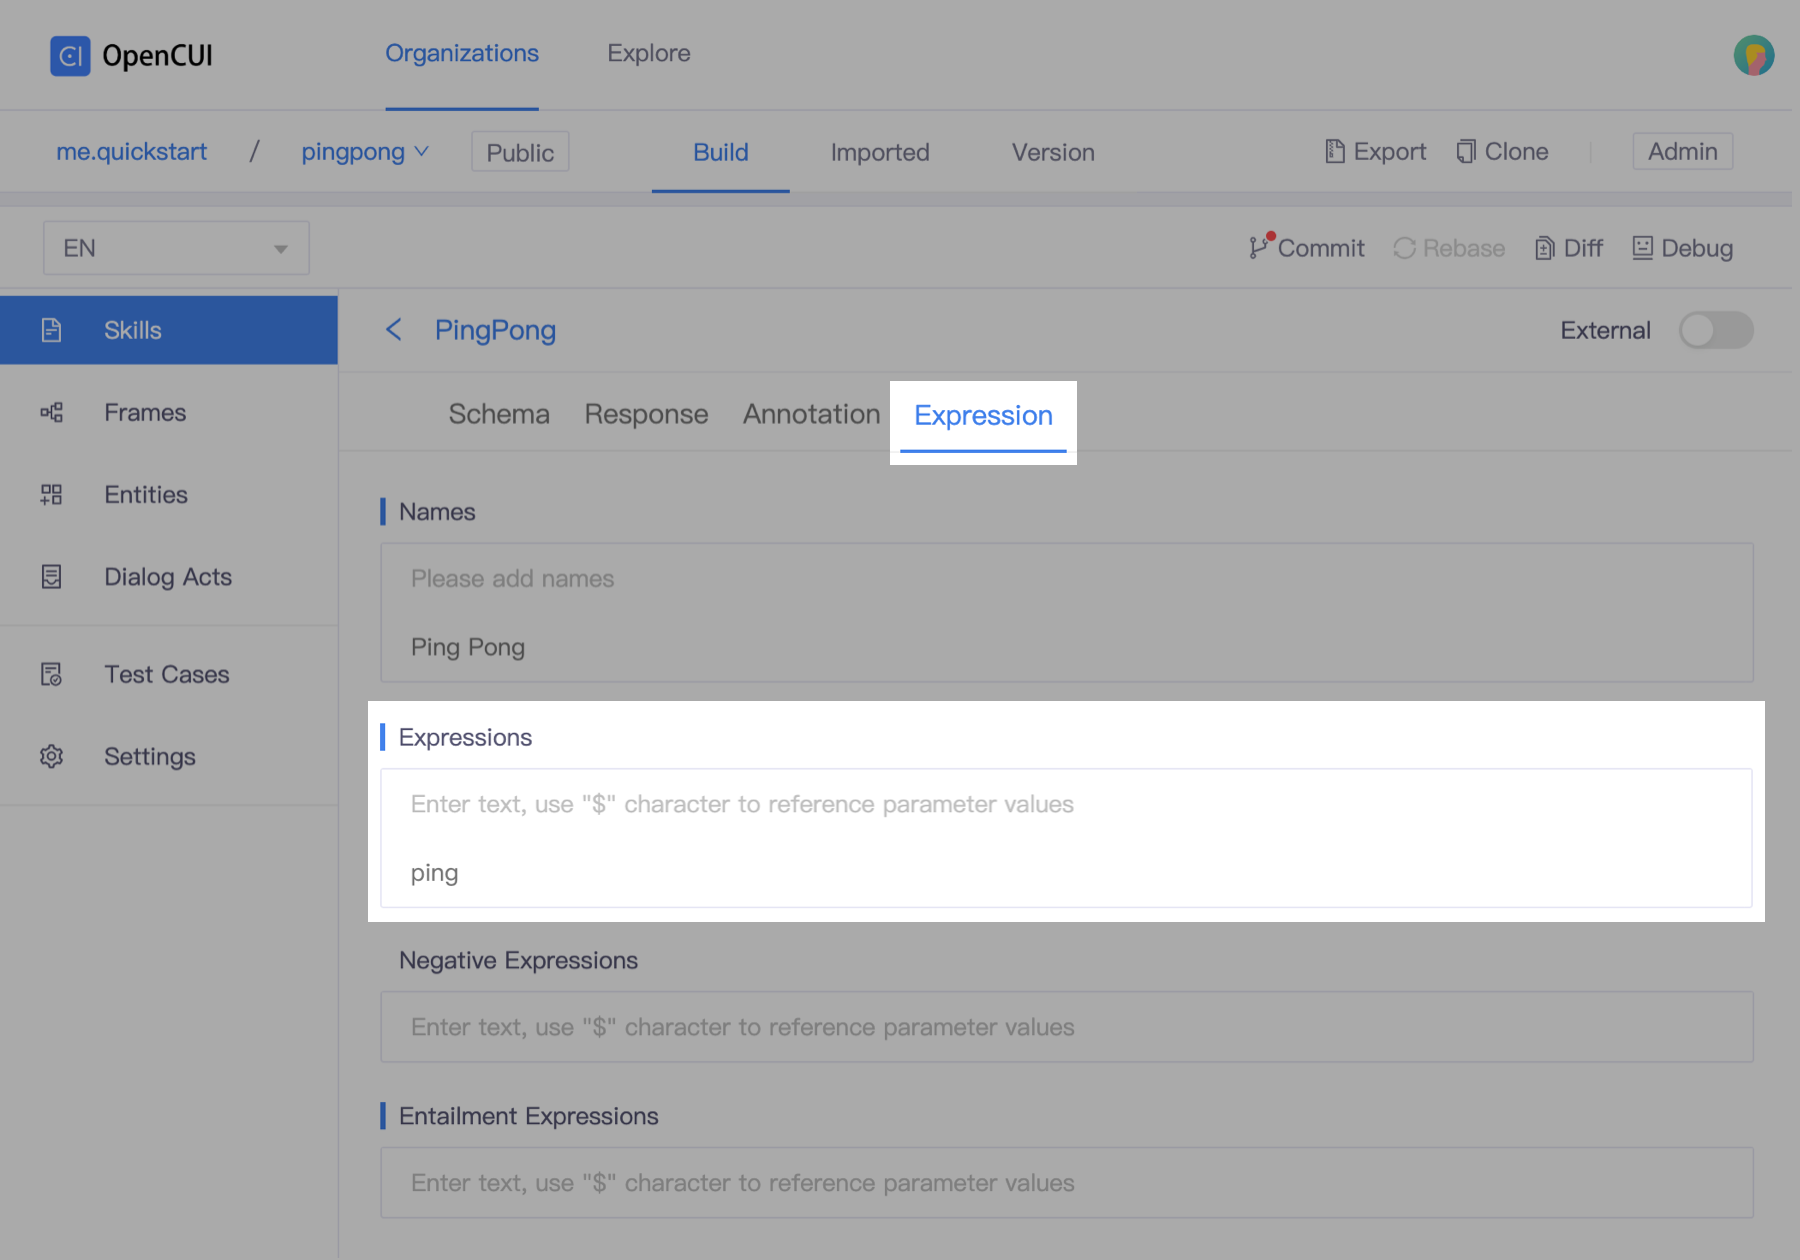 CI OpenCUI Organizations Explore
me.quickstart / pingpong Public Build Imported Version Export Clone Admin
EN Commit Rebase Diff Debug
Skills
Frames
Entities
Dialog Acts
Test Cases
Settings
PingPong External
Schema Response Annotation Expression
Names
Please add names
Ping Pong
Expressions
Enter text, use "$" character to reference parameter values
ping
Negative Expressions
Enter text, use "$" character to reference parameter values
Entailment Expressions
Enter text, use "$" character to reference parameter values